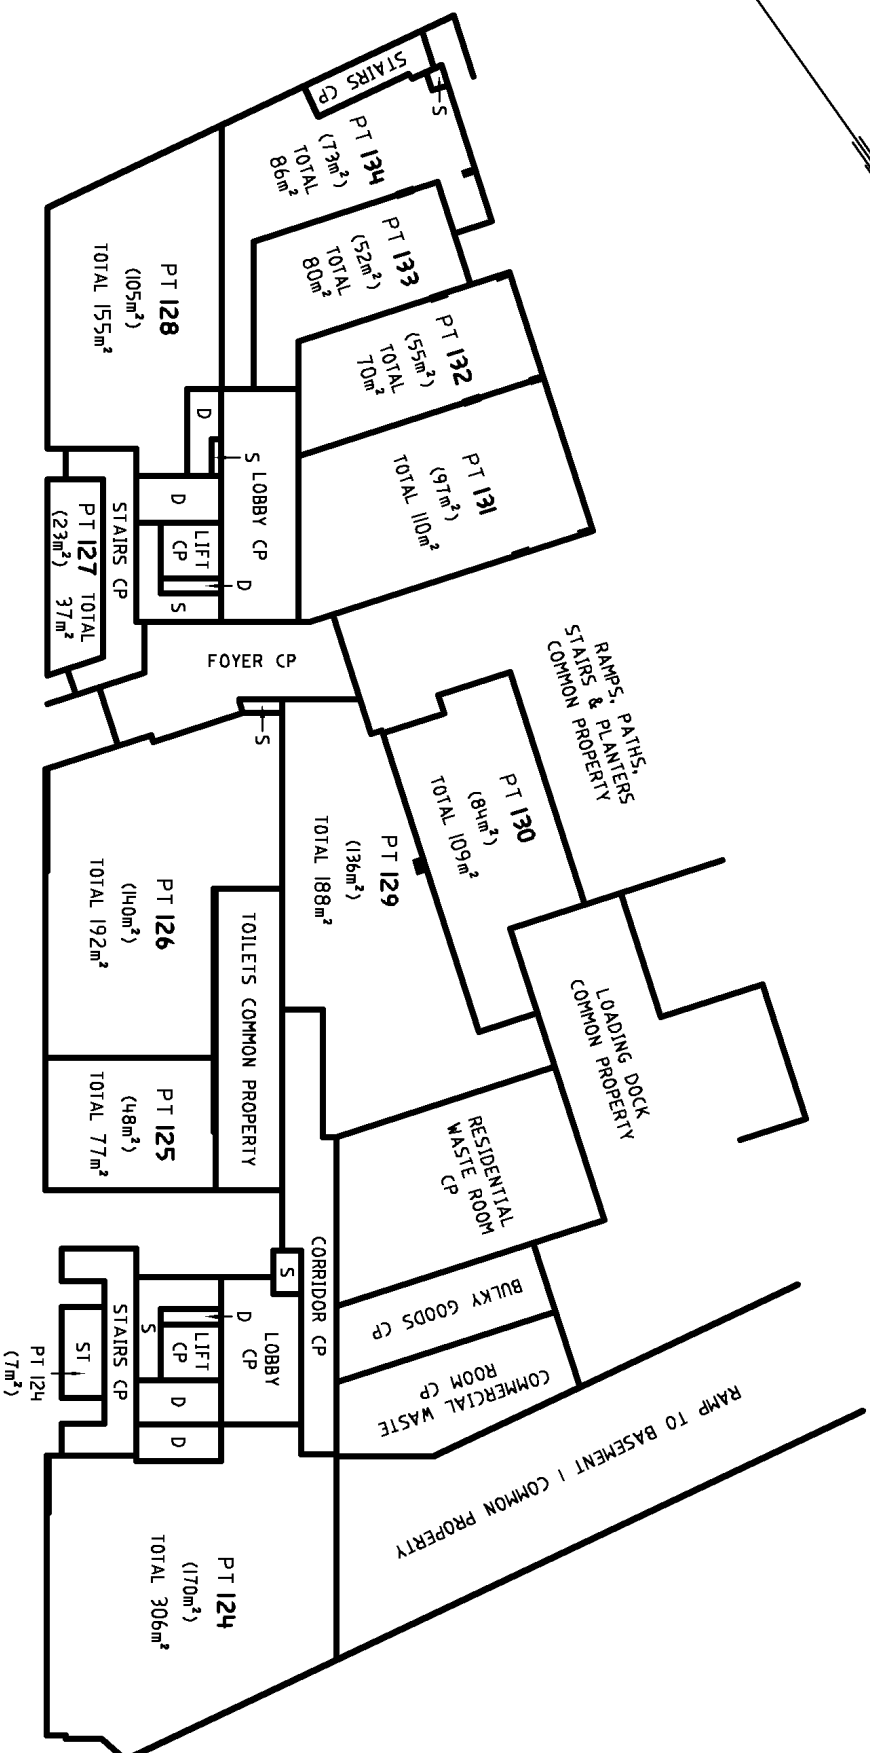 STAIRS CP
S
PT 134
(73m²)
TOTAL
86m²
PT 133
(52m²)
TOTAL
80m²
PT 132
(55m²)
TOTAL
70m²
PT 131
(97m²)
TOTAL 110m²
PT 128
(105m²)
TOTAL 155m²
D
S
LOBBY CP
D
LIFT
CP
D
S
STAIRS CP
PT 127 TOTAL
(23m²) 37m²
FOYER CP
S
RAMPS, PATHS,
STAIRS & PLANTERS
COMMON PROPERTY
PT 130
(84m²)
TOTAL 109m²
PT 129
(136m²)
TOTAL 188m²
PT 126
(140m²)
TOTAL 192m²
TOILETS COMMON PROPERTY
PT 125
(48m²)
TOTAL 77m²
LOADING DOCK
COMMON PROPERTY
RESIDENTIAL
WASTE ROOM
CP
CORRIDOR CP
S
BULKY GOODS CP
COMMERCIAL WASTE
ROOM CP
LOBBY
CP
D
LIFT
CP
S
D
D
STAIRS CP
ST
PT 124
(7m²)
RAMP TO BASEMENT 1 COMMON PROPERTY
PT 124
(170m²)
TOTAL 306m²